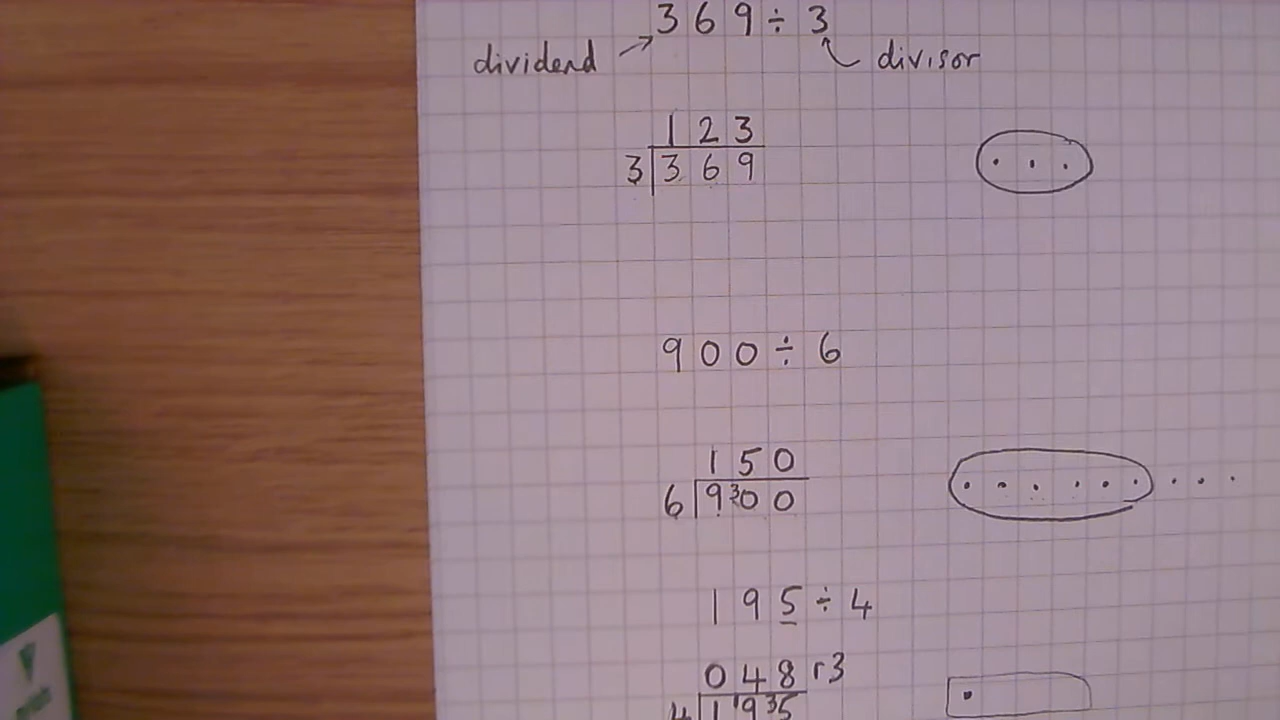 369 ÷ 3
dividend divisor
123
3 369
900 ÷ 6
150
6 9³00
195 ÷ 4
048 r3
4 1¹9³5